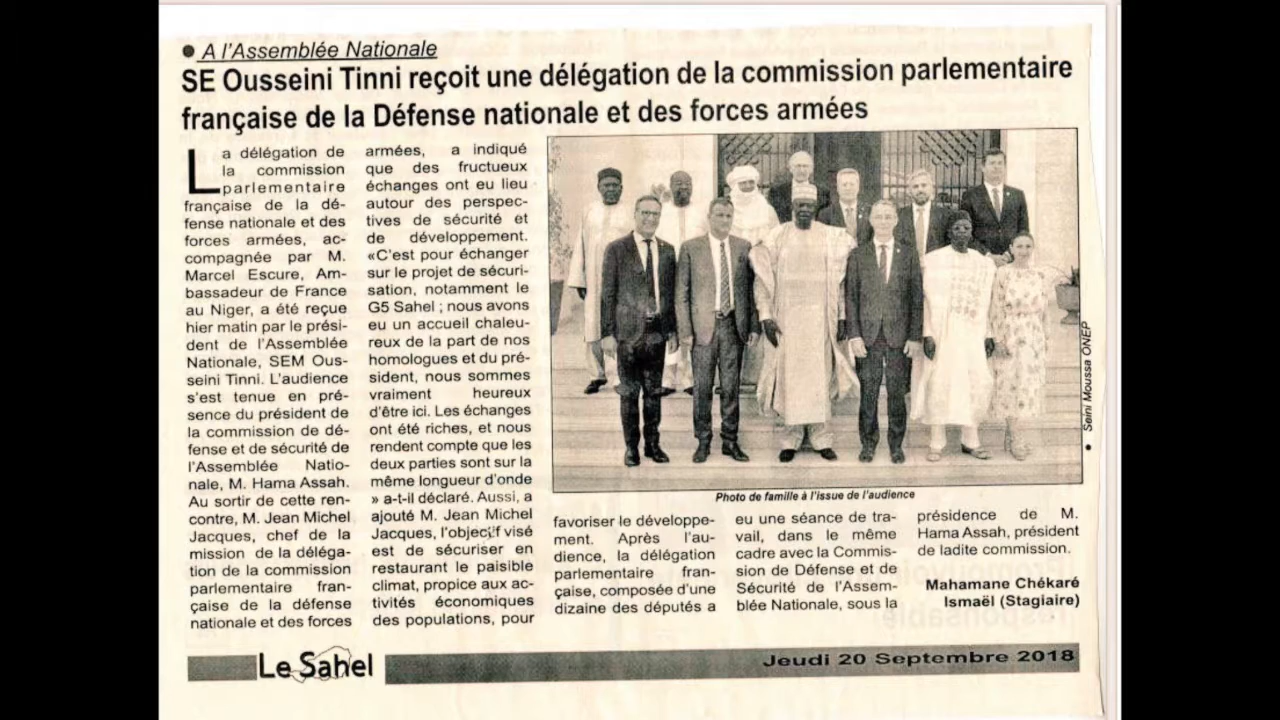 ● A l'Assemblée Nationale
SE Ousseini Tinni reçoit une délégation de la commission parlementaire
française de la Défense nationale et des forces armées
La délégation de
la commission
parlementaire
française de la dé-
fense nationale et des
forces armées, ac-
compagnée par M.
Marcel Escure, Am-
bassadeur de France
au Niger, a été reçue
hier matin par le prési-
dent de l'Assemblée
Nationale, SEM Ous-
seini Tinni. L'audience
s'est tenue en pré-
sence du président de
la commission de dé-
fense et de sécurité de
l'Assemblée Natio-
nale, M. Hama Assah.
Au sortir de cette ren-
contre, M. Jean Michel
Jacques, chef de la
mission de la déléga-
tion de la commission
parlementaire fran-
çaise de la défense
nationale et des forces
armées, a indiqué
que des fructueux
échanges ont eu lieu
autour des perspec-
tives de sécurité et
de développement.
«C'est pour échanger
sur le projet de sécuri-
sation, notamment le
G5 Sahel ; nous avons
eu un accueil chaleu-
reux de la part de nos
homologues et du pré-
sident, nous sommes
vraiment heureux
d'être ici. Les échanges
ont été riches, et nous
rendent compte que les
deux parties sont sur la
même longueur d'onde
» a-t-il déclaré. Aussi, a
ajouté M. Jean Michel
Jacques, l'objectif visé
est de sécuriser en
restaurant le paisible
climat, propice aux ac-
tivités économiques
des populations, pour
● Seini Moussa ONEP
Photo de famille à l'issue de l'audience
favoriser le développe-
ment. Après l'au-
dience, la délégation
parlementaire fran-
çaise, composée d'une
dizaine des députés a
eu une séance de tra-
vail, dans le même
cadre avec la Commis-
sion de Défense et de
Sécurité de l'Assem-
blée Nationale, sous la
présidence de M.
Hama Assah, président
de ladite commission.
Mahamane Chékaré
Ismaël (Stagiaire)
Le Sahel
Jeudi 20 Septembre 2018